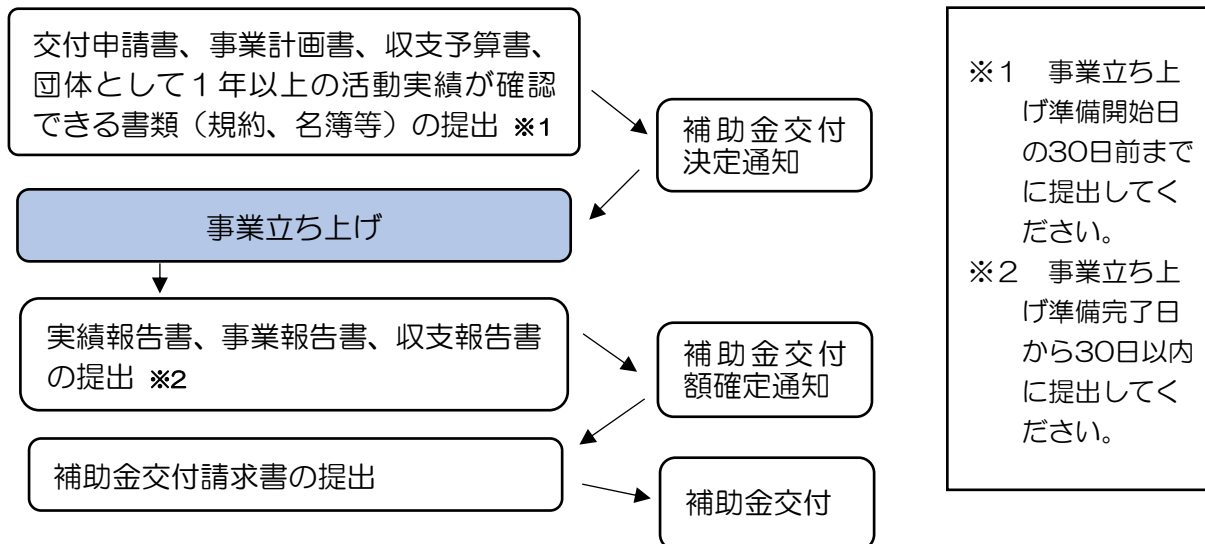 交付申請書、事業計画書、収支予算書、
団体として１年以上の活動実績が確認
できる書類（規約、名簿等）の提出 ※1
補助金交付
決定通知
事業立ち上げ
実績報告書、事業報告書、収支報告書
の提出 ※2
補助金交付
額確定通知
補助金交付請求書の提出
補助金交付
※１　事業立ち上
げ準備開始日
の30日前まで
に提出してく
ださい。
※２　事業立ち上
げ準備完了日
から30日以内
に提出してく
ださい。